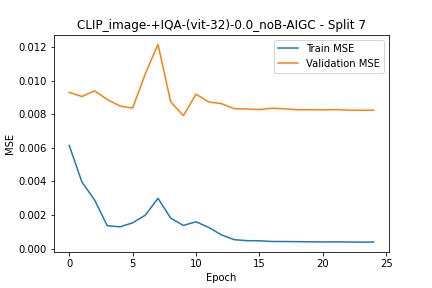 CLIP_image-+IQA-(vit-32)-0.0_noB-AIGC - Split 7
Train MSE
Validation MSE
MSE
0.012
0.010
0.008
0.006
0.004
0.002
0.000
0 5 10 15 20 25
Epoch